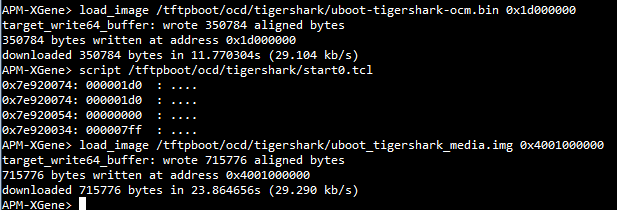 APM-XGene> load_image /tftpboot/ocd/tigershark/uboot-tigershark-ocm.bin 0x1d000000
target_write64_buffer: wrote 350784 aligned bytes
350784 bytes written at address 0x1d000000
downloaded 350784 bytes in 11.770304s (29.104 kb/s)
APM-XGene> script /tftpboot/ocd/tigershark/start0.tcl
0x7e920074: 000001d0  : ....
0x7e920074: 000001d0  : ....
0x7e920054: 00000000  : ....
0x7e920034: 000007ff  : ....
APM-XGene> load_image /tftpboot/ocd/tigershark/uboot_tigershark_media.img 0x4001000000
target_write64_buffer: wrote 715776 aligned bytes
715776 bytes written at address 0x4001000000
downloaded 715776 bytes in 23.864656s (29.290 kb/s)
APM-XGene>